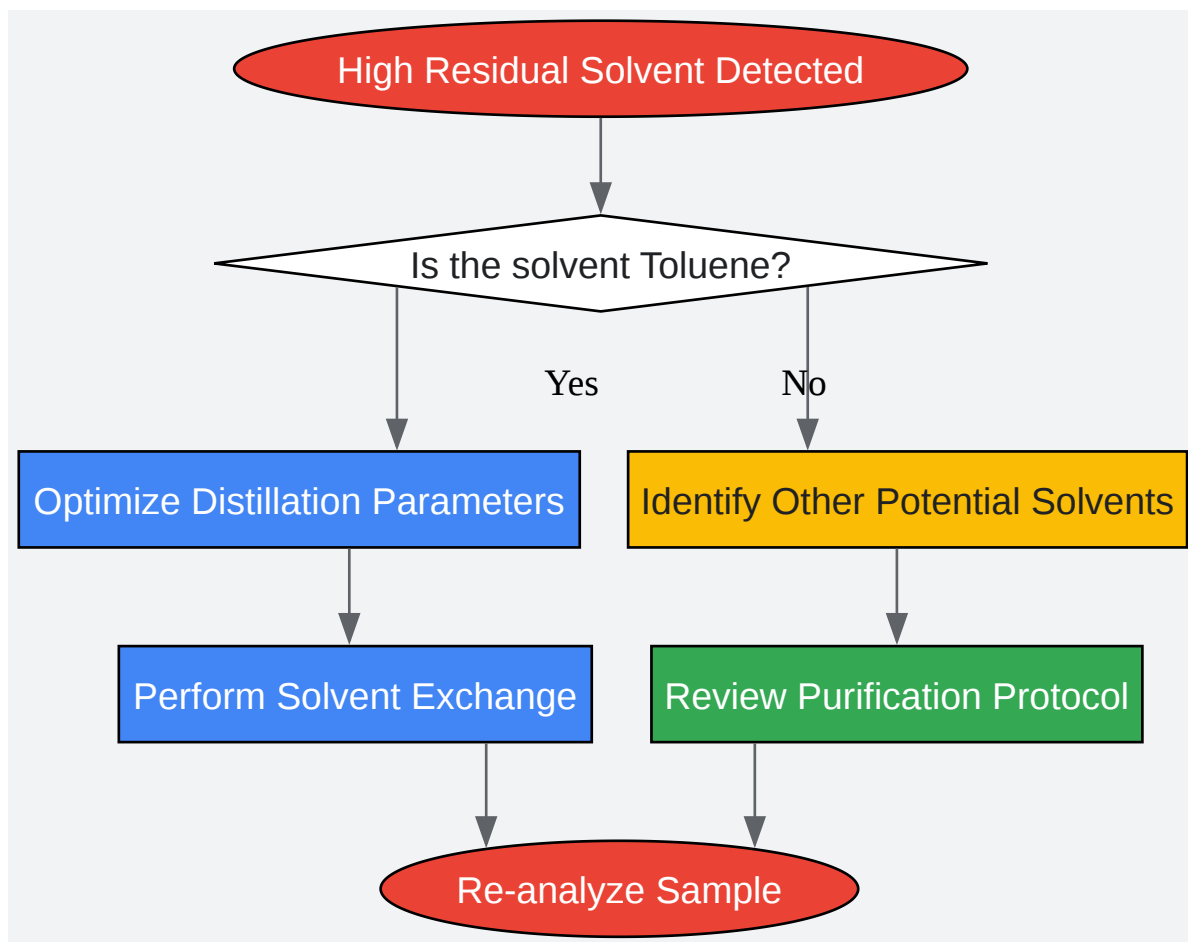 High Residual Solvent Detected
Is the solvent Toluene?
Yes
No
Optimize Distillation Parameters
Identify Other Potential Solvents
Perform Solvent Exchange
Review Purification Protocol
Re-analyze Sample